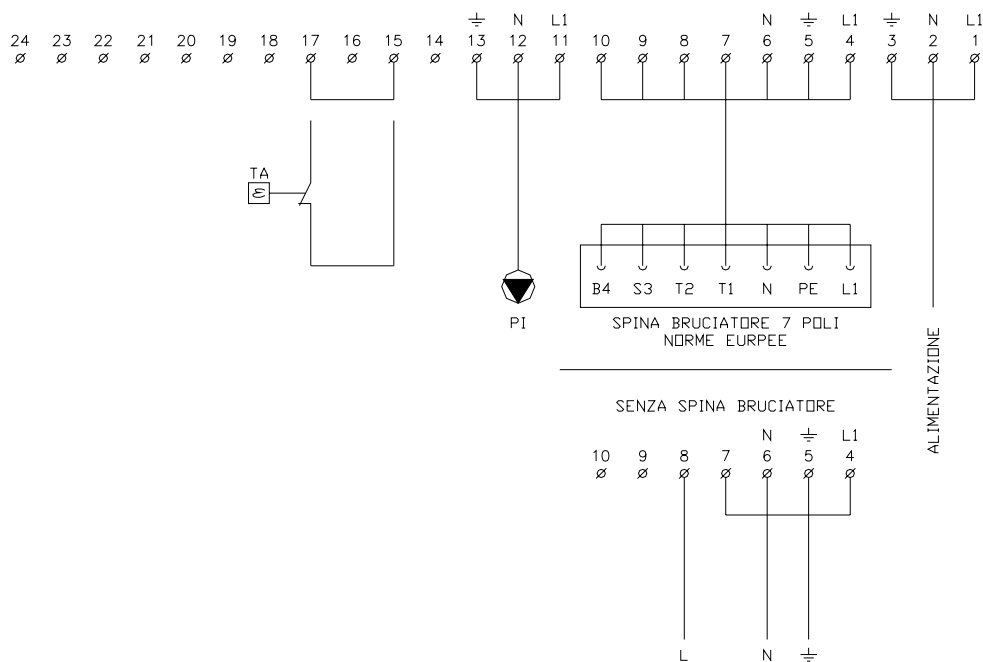 ⏚ N L1 N ⏚ L1 ⏚ N L1
24 23 22 21 20 19 18 17 16 15 14 13 12 11 10 9 8 7 6 5 4 3 2 1
TA
ε
B4 S3 T2 T1 N PE L1
PI
SPINA BRUCIATORE 7 POLI
NORME EURPEE
ALIMENTAZIONE
SENZA SPINA BRUCIATORE
N ⏚ L1
10 9 8 7 6 5 4
L N ⏚